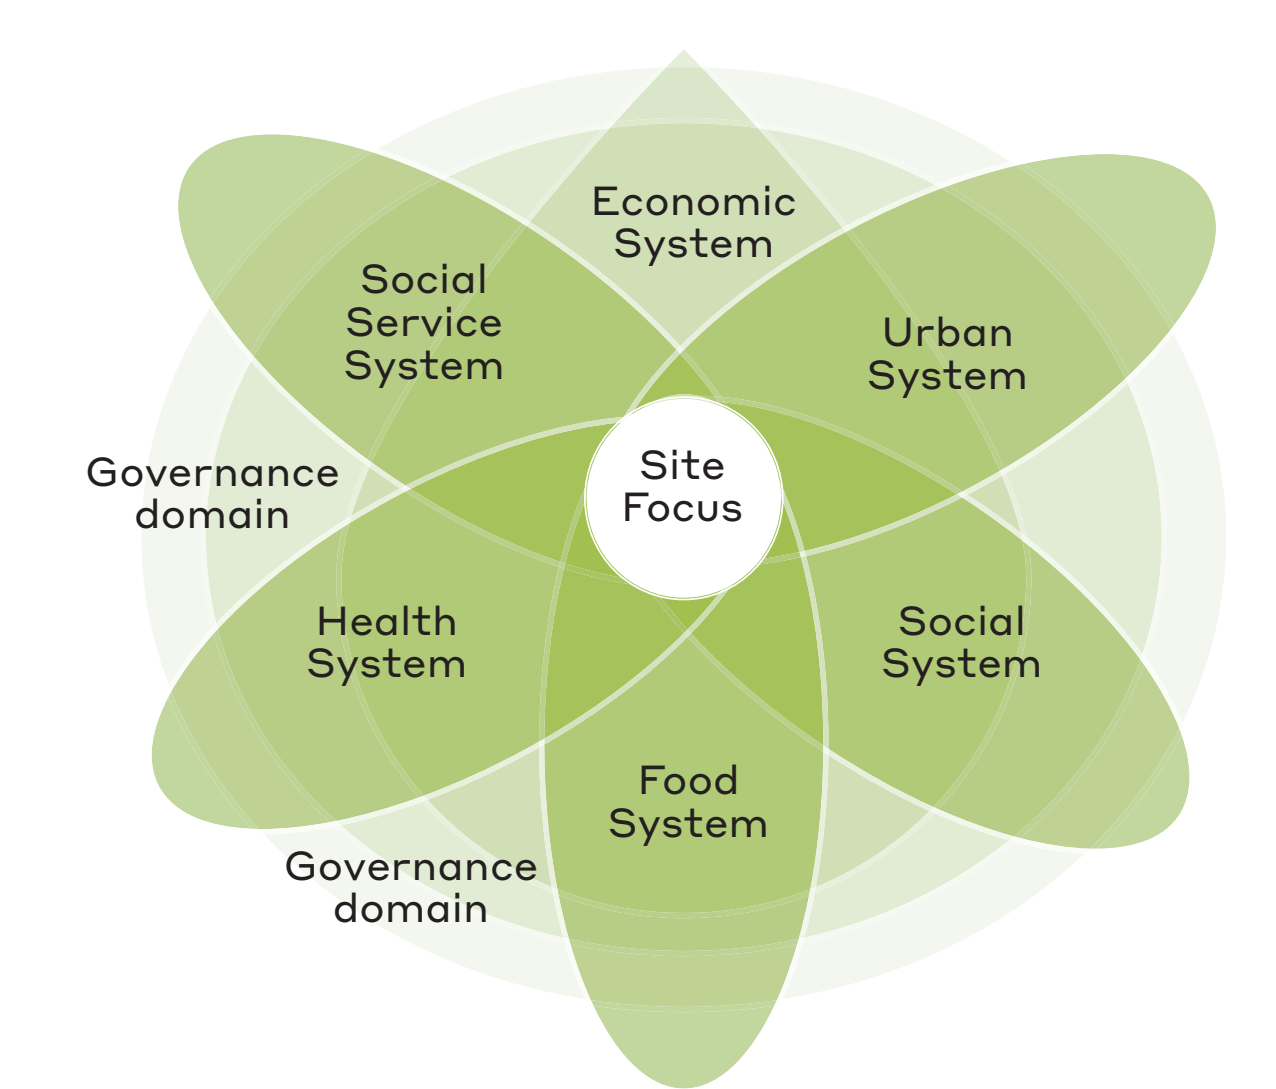 Economic
System
Social
Service
System
Urban
System
Governance
domain
Site
Focus
Health
System
Social
System
Food
System
Governance
domain